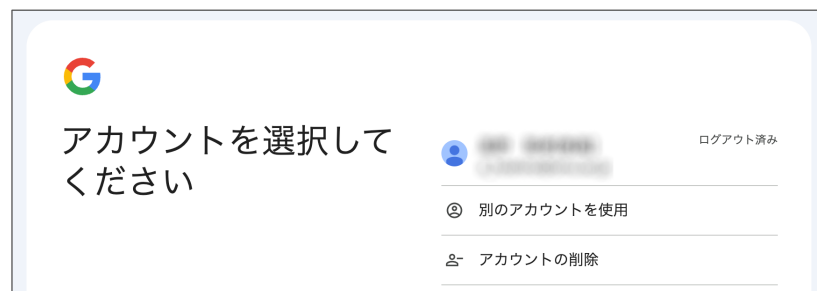 アカウントを選択して
ください
ログアウト済み
別のアカウントを使用
アカウントの削除